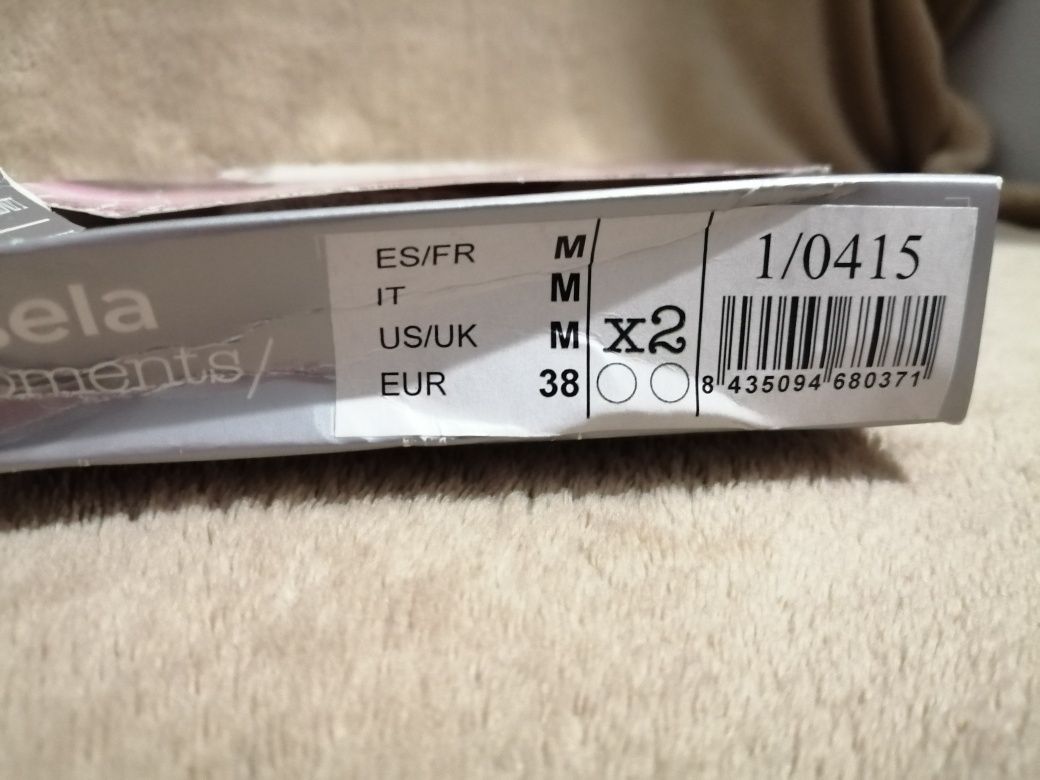 sela
oments/
ES/FR M
IT M
US/UK M
EUR 38
x2
1/0415
8 435094 680371